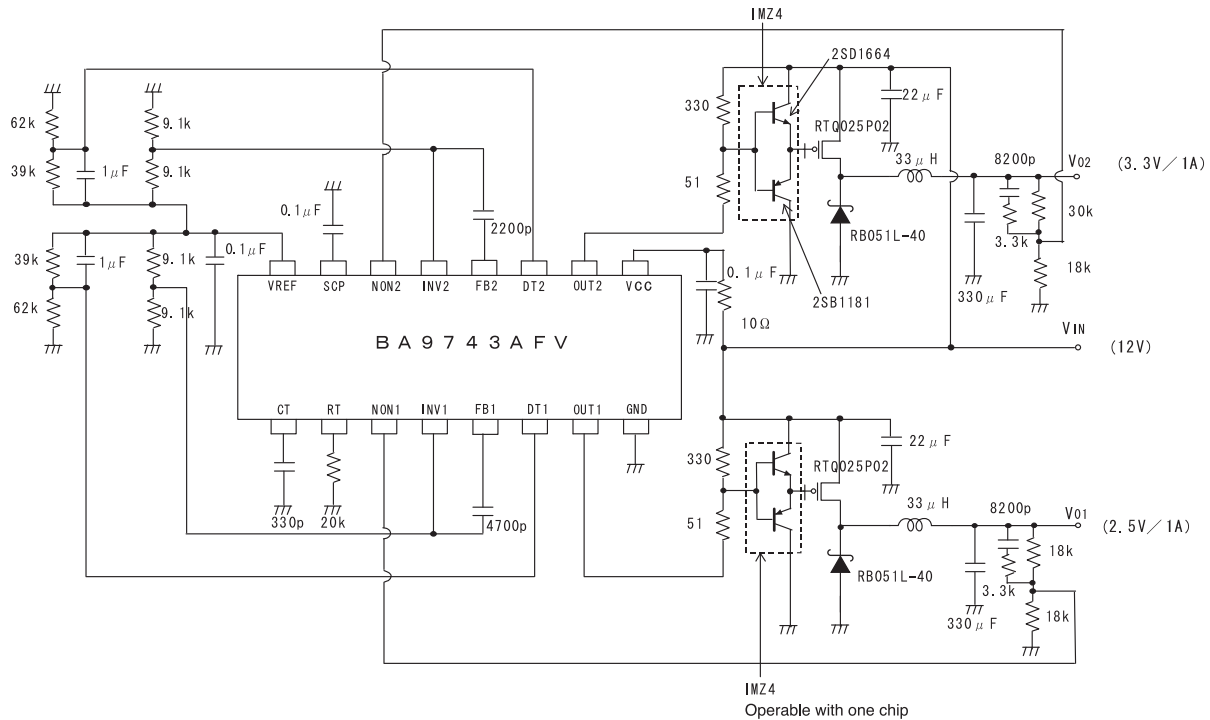 IMZ4
2SD1664
330
22μF
62k
9.1k
RTQ025P02
39k
1μF
9.1k
33μH
8200p
VO2
(3.3V/1A)
51
0.1μF
2200p
30k
RB051L-40
3.3k
39k
1μF
9.1k
0.1μF
0.1μF
18k
62k
9.1k
VREF
SCP
NON2
INV2
FB2
DT2
OUT2
VCC
2SB1181
330μF
10Ω
BA9743AFV
VIN
(12V)
CT
RT
NON1
INV1
FB1
DT1
OUT1
GND
330
22μF
RTQ025P02
330p
20k
4700p
51
33μH
8200p
VO1
(2.5V/1A)
18k
RB051L-40
3.3k
330μF
18k
IMZ4
Operable with one chip